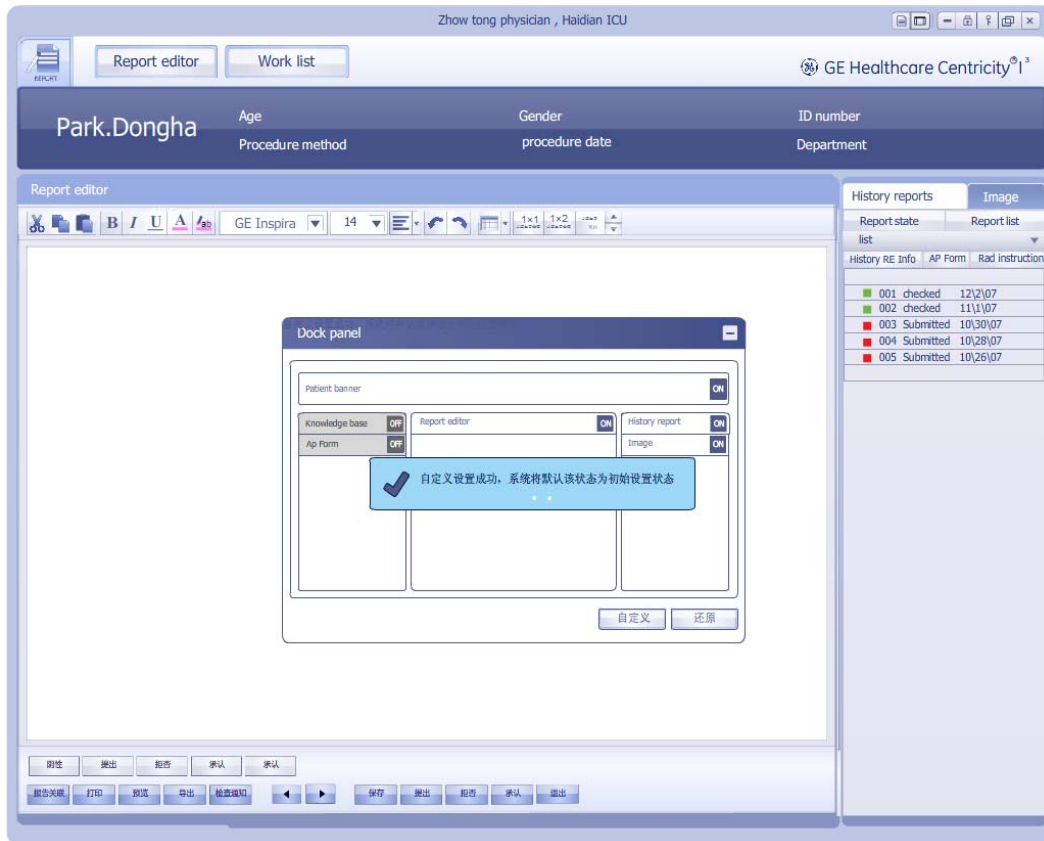 Zhow tong physician , Haidian ICU
REPORT
Report editor
Work list
GE Healthcare Centricity®I³
Park.Dongha
Age
Gender
ID number
Procedure method
procedure date
Department
Report editor
B I U A ab GE Inspira 14 1×1 1×2
Dock panel
Patient banner ON
Knowledge base OFF
Ap Form OFF
Report editor ON
History report ON
Image ON
自定义设置成功，系统将默认该状态为初始设置状态
自定义
还原
阴性 提出 拒否 承认 承认
报告关联 打印 预览 导出 检查通知 保存 提出 拒否 承认 退出
History reports
Image
Report state
Report list
list
History RE Info
AP Form
Rad instruction
001 checked 12\2\07
002 checked 11\1\07
003 Submitted 10\30\07
004 Submitted 10\28\07
005 Submitted 10\26\07